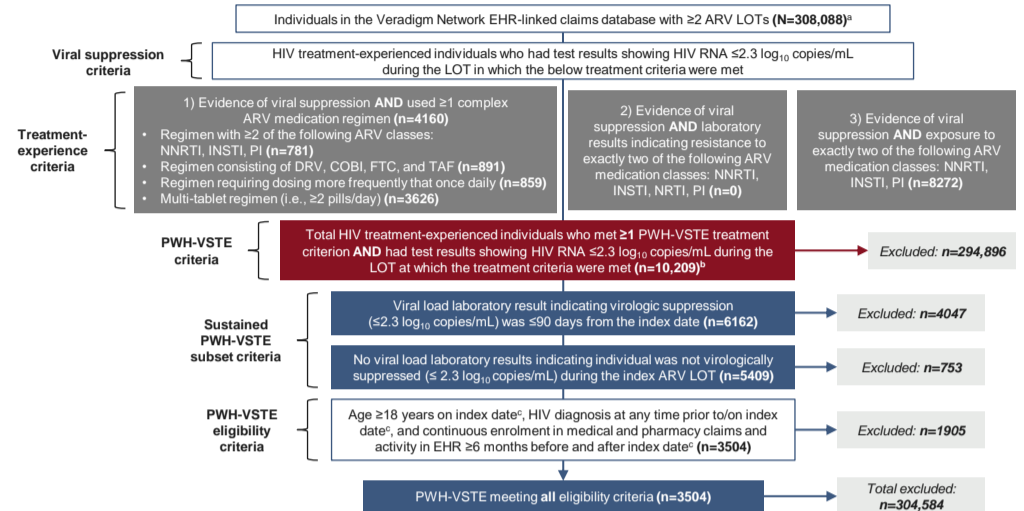 Individuals in the Veradigm Network EHR-linked claims database with ≥2 ARV LOTs (N=308,088)a
Viral suppression
criteria
HIV treatment-experienced individuals who had test results showing HIV RNA ≤2.3 log10 copies/mL
during the LOT in which the below treatment criteria were met
Treatment-
experience
criteria
1) Evidence of viral suppression AND used ≥1 complex
ARV medication regimen (n=4160)
• Regimen with ≥2 of the following ARV classes:
NNRTI, INSTI, PI (n=781)
• Regimen consisting of DRV, COBI, FTC, and TAF (n=891)
• Regimen requiring dosing more frequently that once daily (n=859)
• Multi-tablet regimen (i.e., ≥2 pills/day) (n=3626)
2) Evidence of viral
suppression AND laboratory
results indicating resistance to
exactly two of the following ARV
medication classes: NNRTI,
INSTI, NRTI, PI (n=0)
3) Evidence of viral
suppression AND exposure to
exactly two of the following ARV
medication classes: NNRTI,
INSTI, PI (n=8272)
PWH-VSTE
criteria
Total HIV treatment-experienced individuals who met ≥1 PWH-VSTE treatment
criterion AND had test results showing HIV RNA ≤2.3 log10 copies/mL during the
LOT at which the treatment criteria were met (n=10,209)b
Excluded: n=294,896
Sustained
PWH-VSTE
subset criteria
Viral load laboratory result indicating virologic suppression
(≤2.3 log10 copies/mL) was ≤90 days from the index date (n=6162)
Excluded: n=4047
No viral load laboratory results indicating individual was not virologically
suppressed (≤ 2.3 log10 copies/mL) during the index ARV LOT (n=5409)
Excluded: n=753
PWH-VSTE
eligibility
criteria
Age ≥18 years on index datec, HIV diagnosis at any time prior to/on index
datec, and continuous enrolment in medical and pharmacy claims and
activity in EHR ≥6 months before and after index datec (n=3504)
Excluded: n=1905
PWH-VSTE meeting all eligibility criteria (n=3504)
Total excluded:
n=304,584